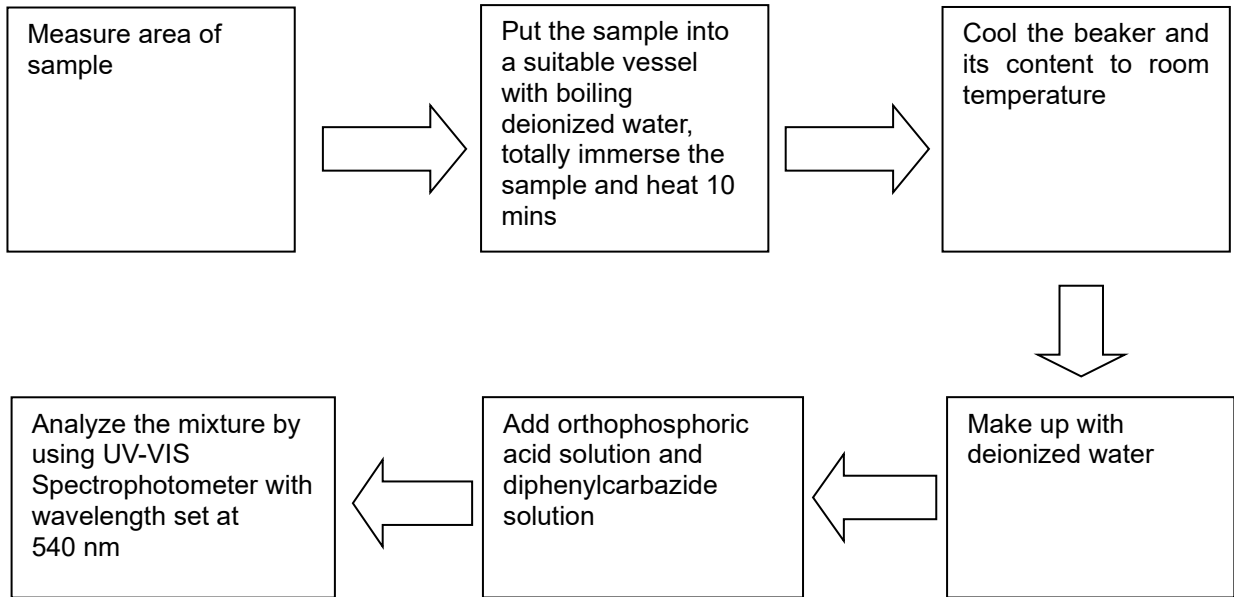 Measure area of
sample
Put the sample into
a suitable vessel
with boiling
deionized water,
totally immerse the
sample and heat 10
mins
Cool the beaker and
its content to room
temperature
Make up with
deionized water
Add orthophosphoric
acid solution and
diphenylcarbazide
solution
Analyze the mixture by
using UV-VIS
Spectrophotometer with
wavelength set at
540 nm